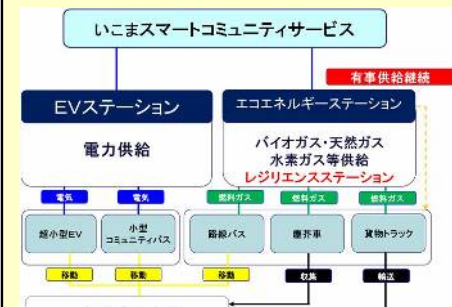 いこまスマートコミュニティサービス
有事供給継続
EVステーション
エコエネルギーステーション
電力供給
バイオガス・天然ガス
水素ガス等供給
レジリエンスステーション
電気
電気
燃料ガス
燃料ガス
燃料ガス
超小型EV
小型
コミュニティバス
路線バス
塵芥車
貨物トラック
移動
移動
移動
収集
輸送